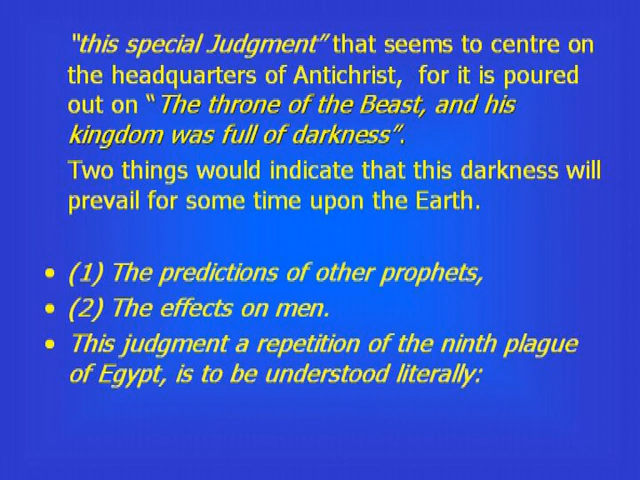 “this special Judgment” that seems to centre on
the headquarters of Antichrist,  for it is poured
out on “The throne of the Beast, and his
kingdom was full of darkness”.
Two things would indicate that this darkness will
prevail for some time upon the Earth.
• (1) The predictions of other prophets,
• (2) The effects on men.
• This judgment a repetition of the ninth plague
of Egypt, is to be understood literally: